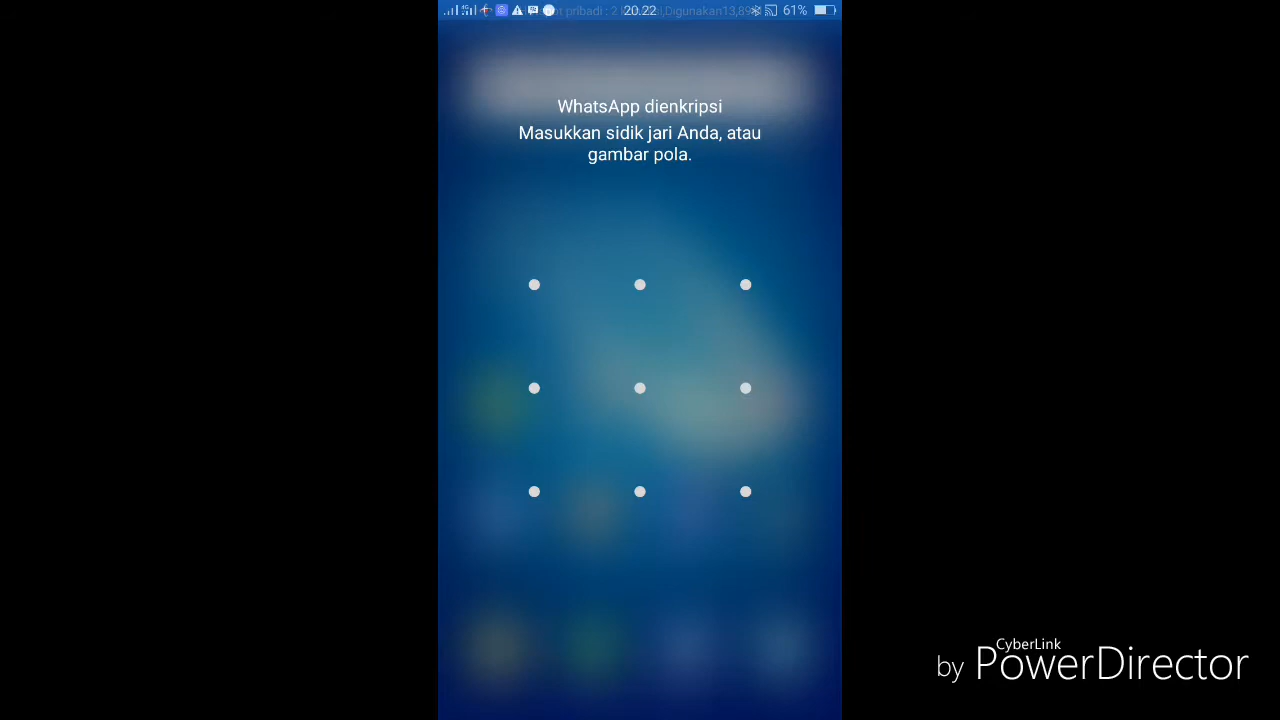 20.22
61%
WhatsApp dienkripsi
Masukkan sidik jari Anda, atau
gambar pola.
CyberLink
by PowerDirector